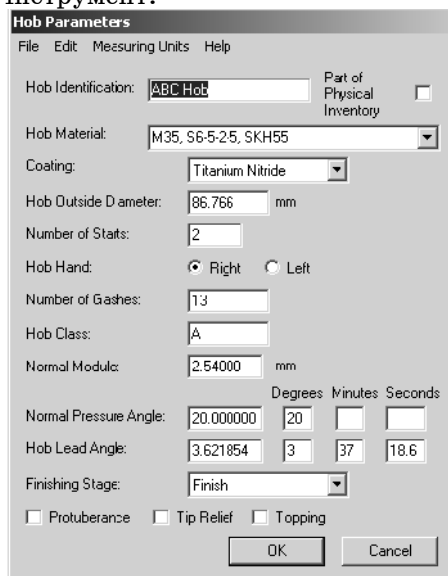 нструмент.
Hob Parameters
File Edit Measuring Units Help
Hob Identification: ABC Hob Part of Physical Inventory
Hob Material: M35, S6-5-2-5, SKH55
Coating: Titanium Nitride
Hob Outside Diameter: 86.766 mm
Number of Starts: 2
Hob Hand: Right Left
Number of Gashes: 13
Hob Class: A
Normal Module: 2.54000 mm
Degrees Minutes Seconds
Normal Pressure Angle: 20.000000 20
Hob Lead Angle: 3.621854 3 37 18.6
Finishing Stage: Finish
Protuberance Tip Relief Topping
OK Cancel